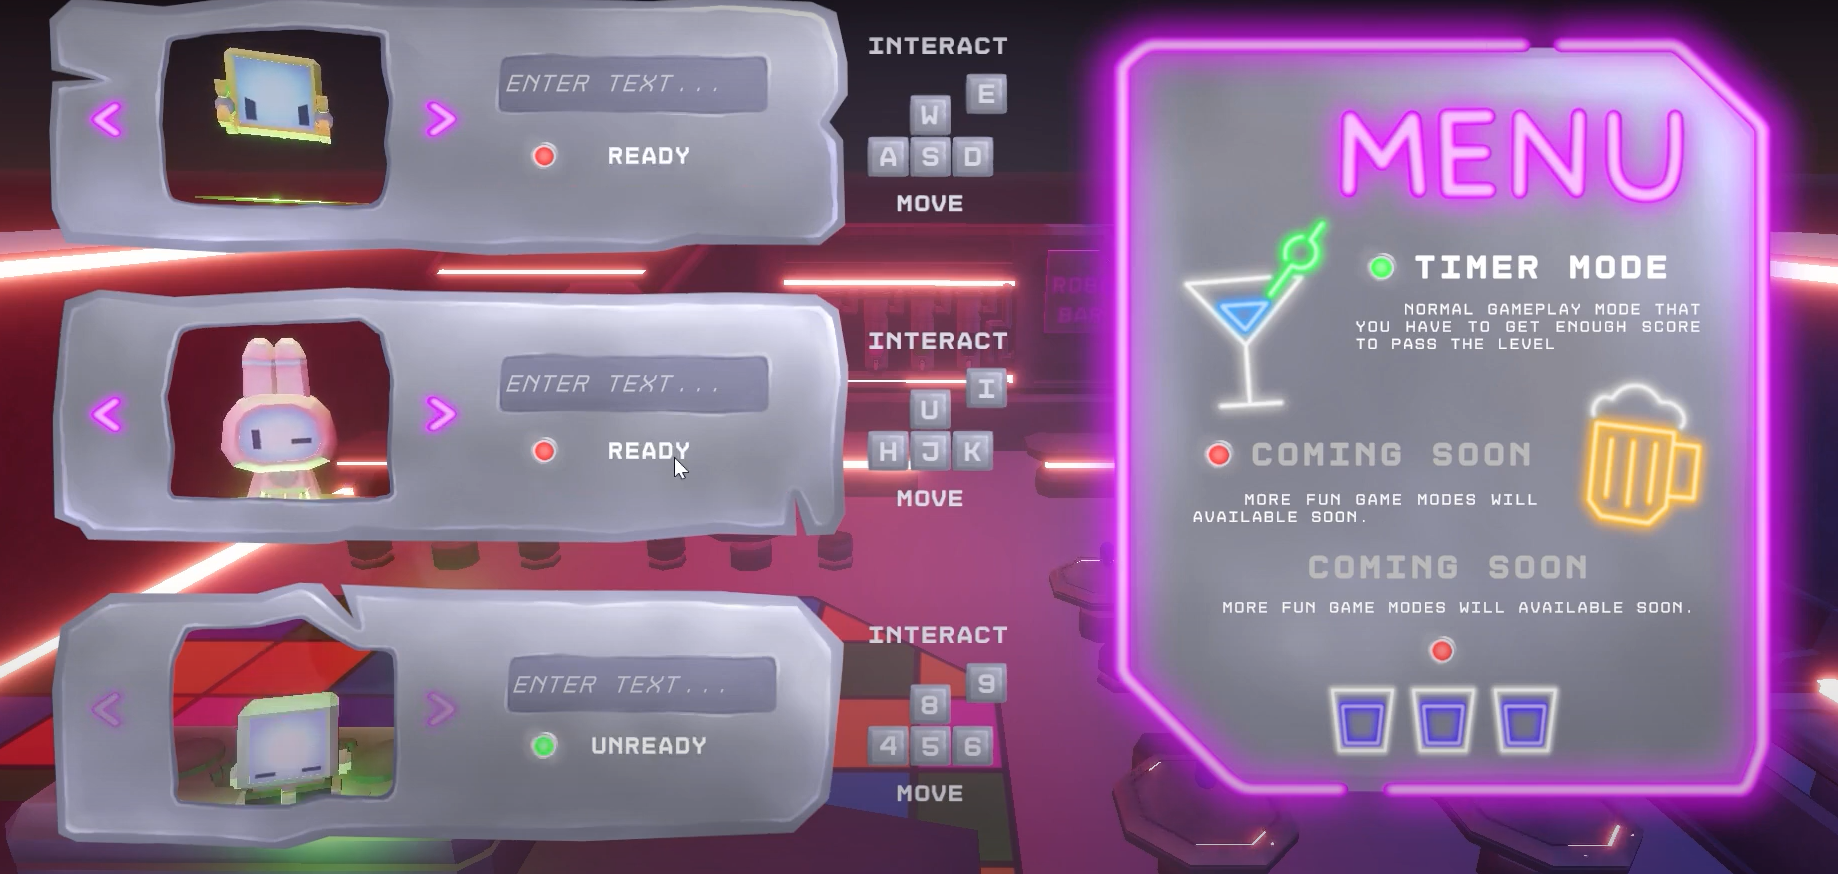 ENTER TEXT...
READY
INTERACT
E
W
A S D
MOVE
ENTER TEXT...
READY
INTERACT
I
U
H J K
MOVE
ENTER TEXT...
UNREADY
INTERACT
9
8
4 5 6
MOVE
MENU
TIMER MODE
NORMAL GAMEPLAY MODE THAT
YOU HAVE TO GET ENOUGH SCORE
TO PASS THE LEVEL
COMING SOON
MORE FUN GAME MODES WILL
AVAILABLE SOON.
COMING SOON
MORE FUN GAME MODES WILL AVAILABLE SOON.